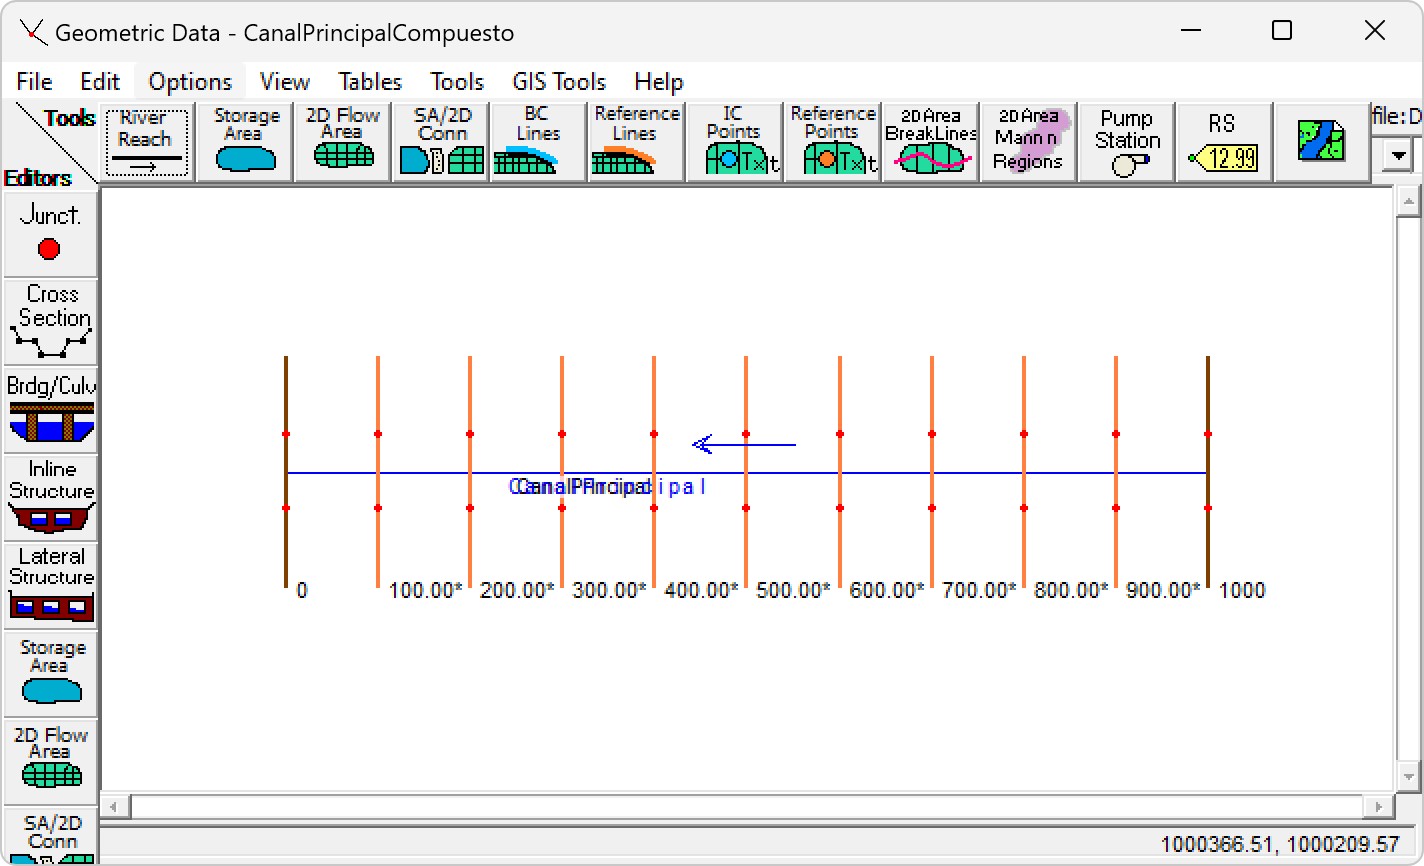 Geometric Data - CanalPrincipalCompuesto
File Edit Options View Tables Tools GIS Tools Help
Tools
Editors
River
Reach
Storage
Area
2D Flow
Area
SA/2D
Conn
BC
Lines
Reference
Lines
IC
Points
Reference
Points
2D Area
BreakLines
2D Area
Mann n
Regions
Pump
Station
RS
12.99
file:D
Junct.
Cross
Section
Brdg/Culv
Inline
Structure
Lateral
Structure
Storage
Area
2D Flow
Area
SA/2D
Conn
CanalPrincipal
0 100.00* 200.00* 300.00* 400.00* 500.00* 600.00* 700.00* 800.00* 900.00* 1000
1000366.51, 1000209.57